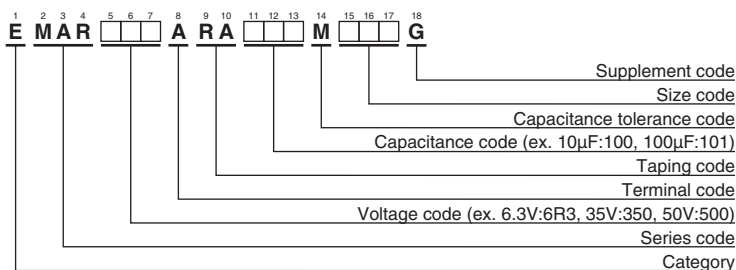 1 2 3 4 5 6 7 8 9 10 11 12 13 14 15 16 17 18
E MAR A RA M G
Supplement code
Size code
Capacitance tolerance code
Capacitance code (ex. 10µF:100, 100µF:101)
Taping code
Terminal code
Voltage code (ex. 6.3V:6R3, 35V:350, 50V:500)
Series code
Category